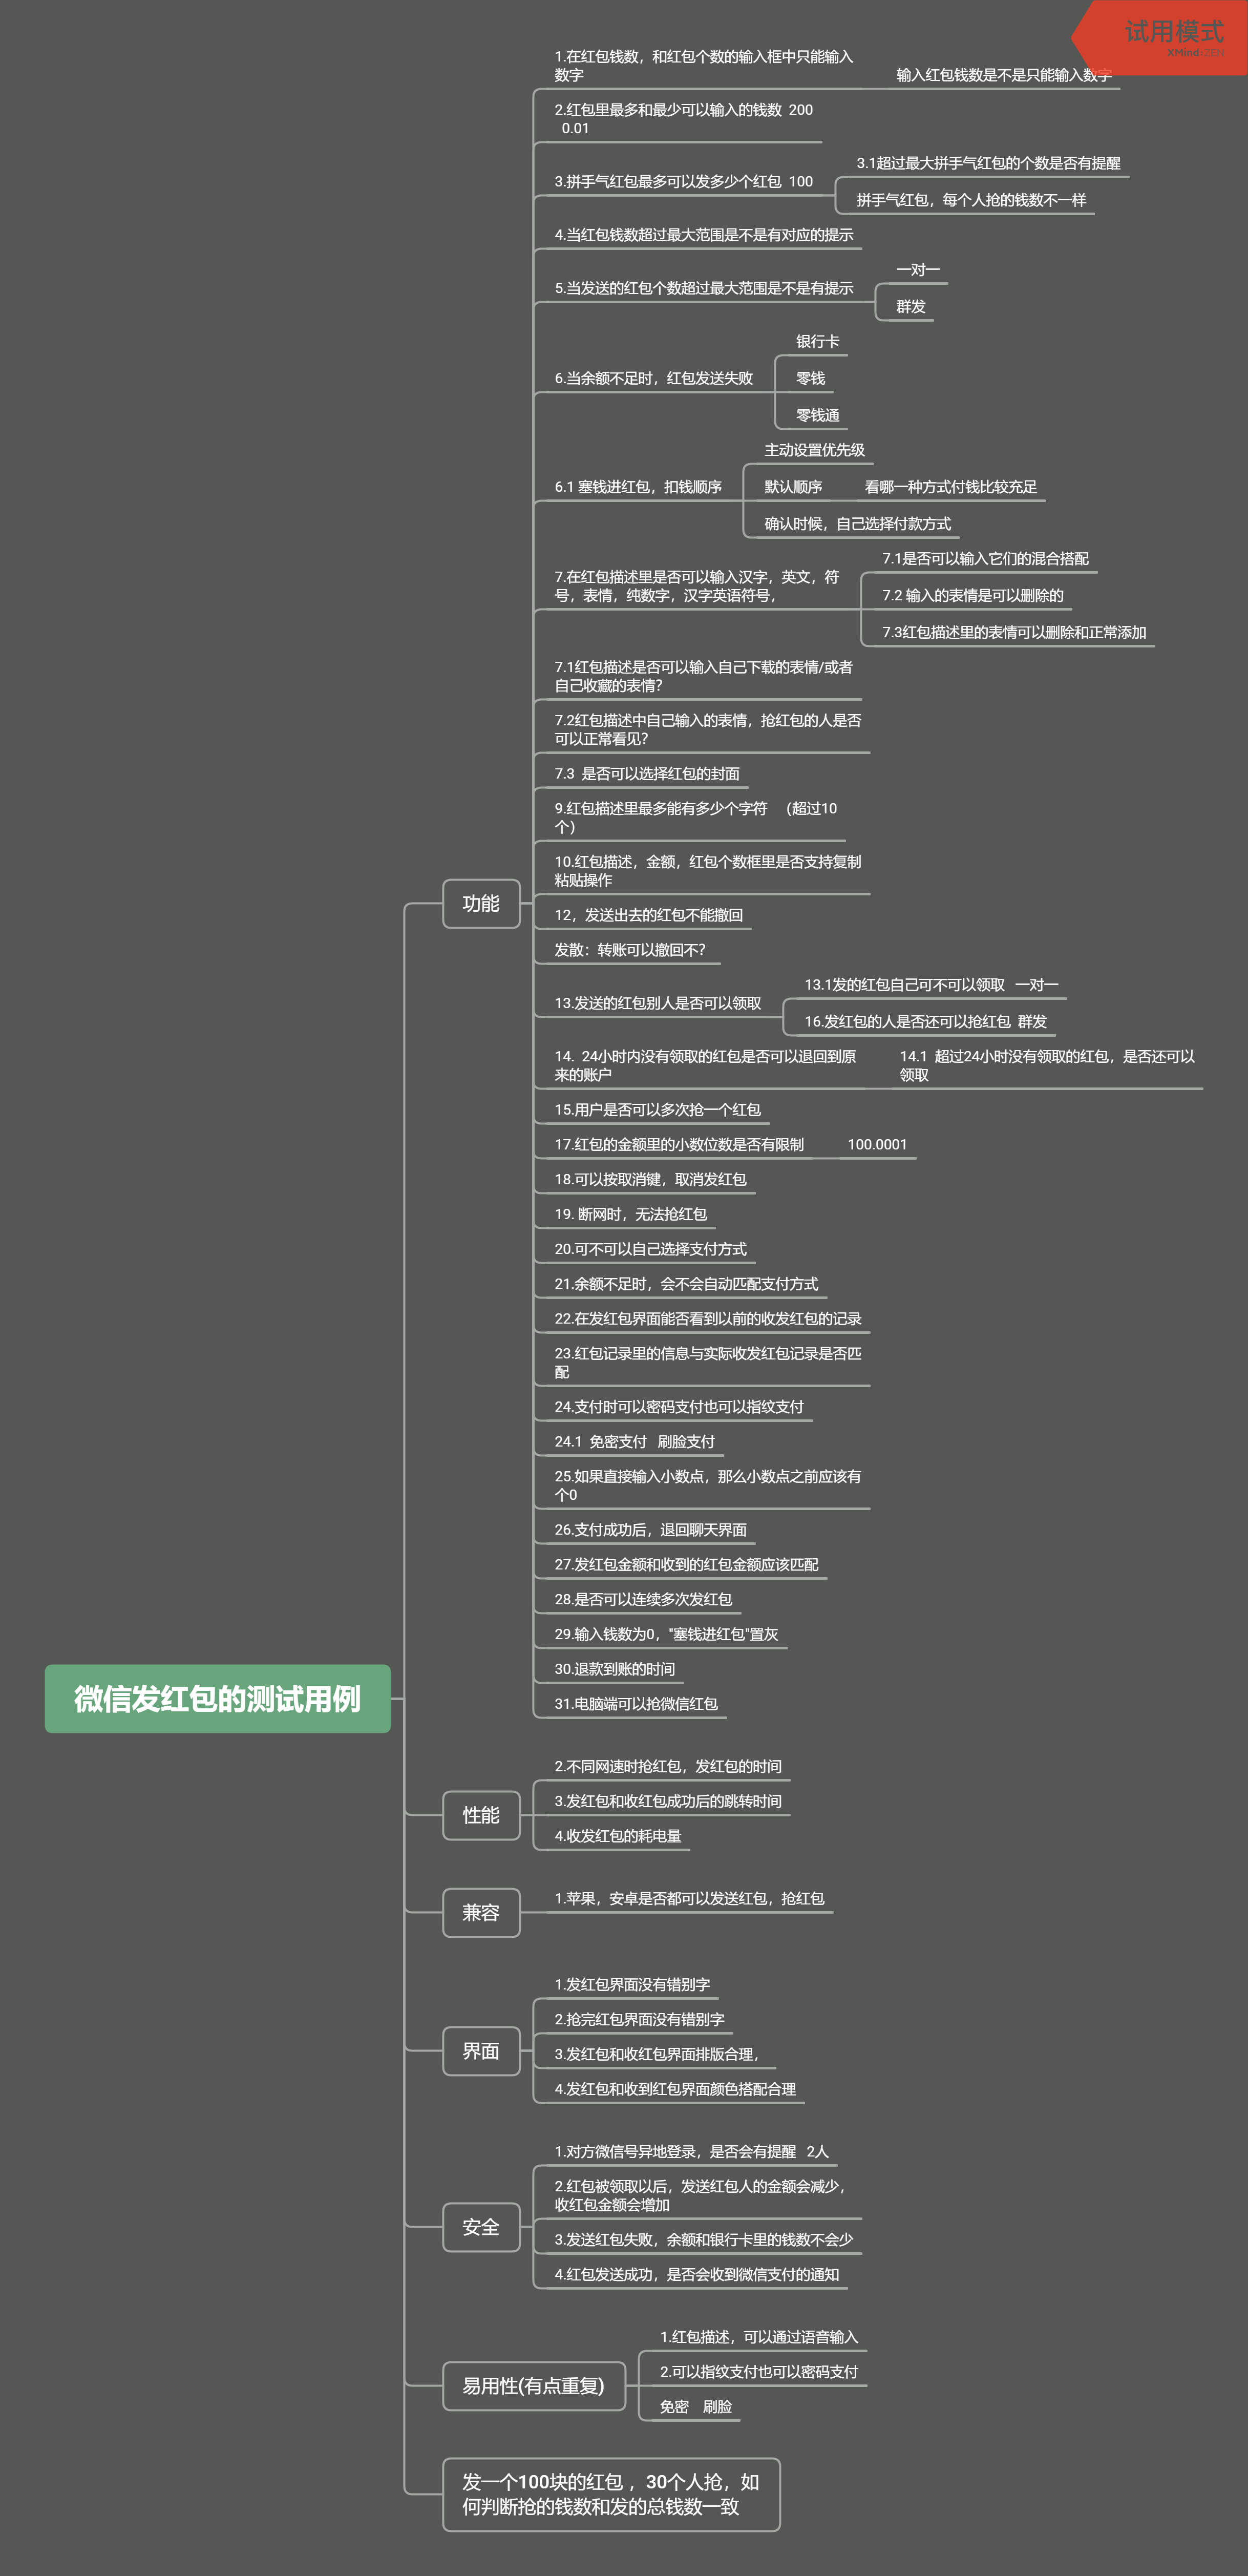 试用模式
XMind:ZEN
1.在红包钱数，和红包个数的输入框中只能输入
数字
输入红包钱数是不是只能输入数字
2.红包里最多和最少可以输入的钱数  200
0.01
3.拼手气红包最多可以发多少个红包  100
3.1超过最大拼手气红包的个数是否有提醒
拼手气红包，每个人抢的钱数不一样
4.当红包钱数超过最大范围是不是有对应的提示
5.当发送的红包个数超过最大范围是不是有提示
一对一
群发
6.当余额不足时，红包发送失败
银行卡
零钱
零钱通
6.1 塞钱进红包，扣钱顺序
主动设置优先级
默认顺序
看哪一种方式付钱比较充足
确认时候，自己选择付款方式
7.在红包描述里是否可以输入汉字，英文，符
号，表情，纯数字，汉字英语符号，
7.1是否可以输入它们的混合搭配
7.2 输入的表情是可以删除的
7.3红包描述里的表情可以删除和正常添加
7.1红包描述是否可以输入自己下载的表情/或者
自己收藏的表情？
7.2红包描述中自己输入的表情，抢红包的人是否
可以正常看见？
7.3  是否可以选择红包的封面
9.红包描述里最多能有多少个字符   （超过10
个）
10.红包描述，金额，红包个数框里是否支持复制
粘贴操作
功能
12，发送出去的红包不能撤回
发散：转账可以撤回不？
13.发送的红包别人是否可以领取
13.1发的红包自己可不可以领取   一对一
16.发红包的人是否还可以抢红包  群发
14.  24小时内没有领取的红包是否可以退回到原
来的账户
14.1  超过24小时没有领取的红包，是否还可以
领取
15.用户是否可以多次抢一个红包
17.红包的金额里的小数位数是否有限制
100.0001
18.可以按取消键，取消发红包
19. 断网时，无法抢红包
20.可不可以自己选择支付方式
21.余额不足时，会不会自动匹配支付方式
22.在发红包界面能否看到以前的收发红包的记录
23.红包记录里的信息与实际收发红包记录是否匹
配
24.支付时可以密码支付也可以指纹支付
24.1  免密支付   刷脸支付
25.如果直接输入小数点，那么小数点之前应该有
个0
26.支付成功后，退回聊天界面
27.发红包金额和收到的红包金额应该匹配
28.是否可以连续多次发红包
29.输入钱数为0，"塞钱进红包"置灰
30.退款到账的时间
31.电脑端可以抢微信红包
微信发红包的测试用例
性能
2.不同网速时抢红包，发红包的时间
3.发红包和收红包成功后的跳转时间
4.收发红包的耗电量
兼容
1.苹果，安卓是否都可以发送红包，抢红包
界面
1.发红包界面没有错别字
2.抢完红包界面没有错别字
3.发红包和收红包界面排版合理，
4.发红包和收到红包界面颜色搭配合理
安全
1.对方微信号异地登录，是否会有提醒   2人
2.红包被领取以后，发送红包人的金额会减少，
收红包金额会增加
3.发送红包失败，余额和银行卡里的钱数不会少
4.红包发送成功，是否会收到微信支付的通知
易用性(有点重复)
1.红包描述，可以通过语音输入
2.可以指纹支付也可以密码支付
免密    刷脸
发一个100块的红包 ，30个人抢，如
何判断抢的钱数和发的总钱数一致